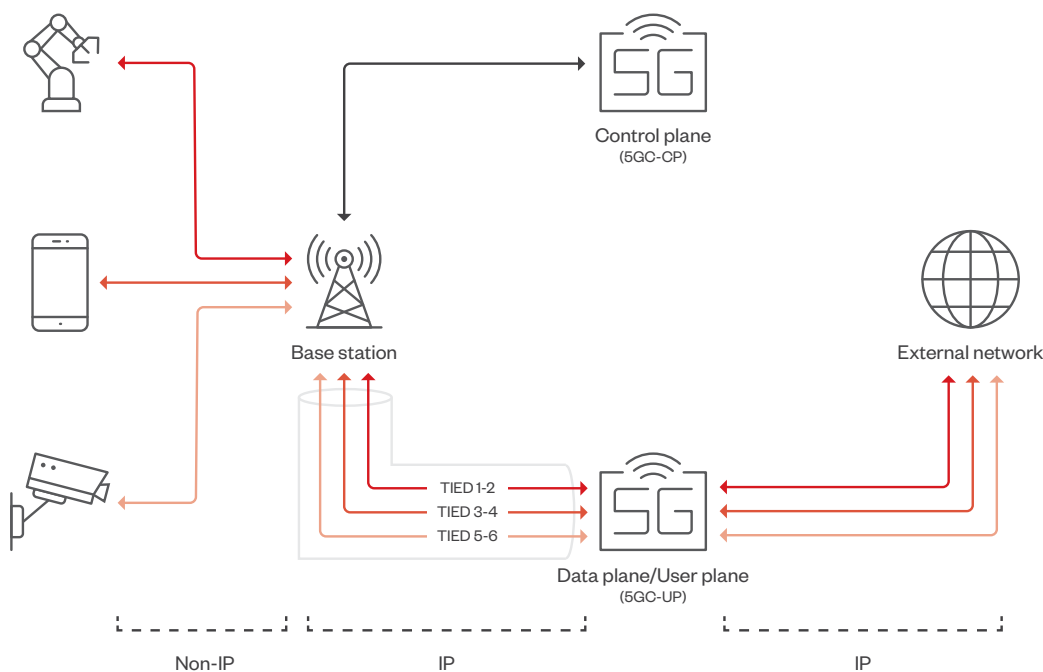 5G
Control plane
(5GC-CP)
Base station
External network
TIED 1-2
TIED 3-4
TIED 5-6
5G
Data plane/User plane
(5GC-UP)
Non-IP
IP
IP